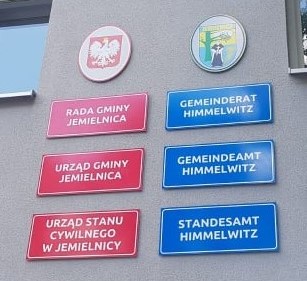 RADA GMINY
JEMIELNICA
GEMEINDERAT
HIMMELWITZ
URZĄD GMINY
JEMIELNICA
GEMEINDEAMT
HIMMELWITZ
URZĄD STANU
CYWILNEGO
W JEMIELNICY
STANDESAMT
HIMMELWITZ